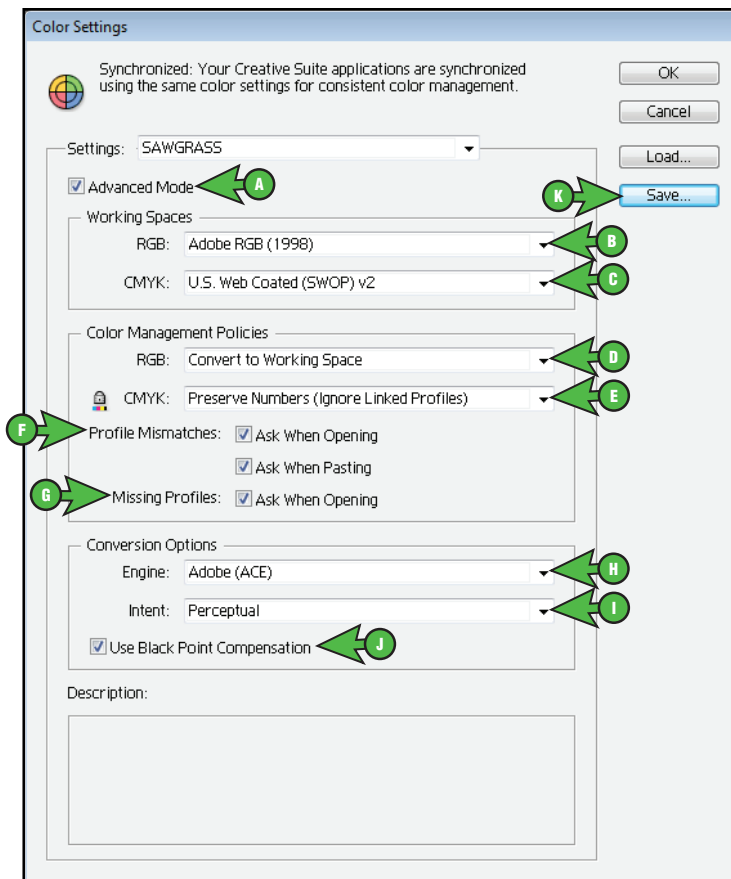 Color Settings
Synchronized: Your Creative Suite applications are synchronized
using the same color settings for consistent color management.
OK
Cancel
Settings: SAWGRASS
Load...
Advanced Mode A
K Save...
Working Spaces
RGB: Adobe RGB (1998) B
CMYK: U.S. Web Coated (SWOP) v2 C
Color Management Policies
RGB: Convert to Working Space D
CMYK: Preserve Numbers (Ignore Linked Profiles) E
F Profile Mismatches: Ask When Opening
Ask When Pasting
G Missing Profiles: Ask When Opening
Conversion Options
Engine: Adobe (ACE) H
Intent: Perceptual I
Use Black Point Compensation J
Description: